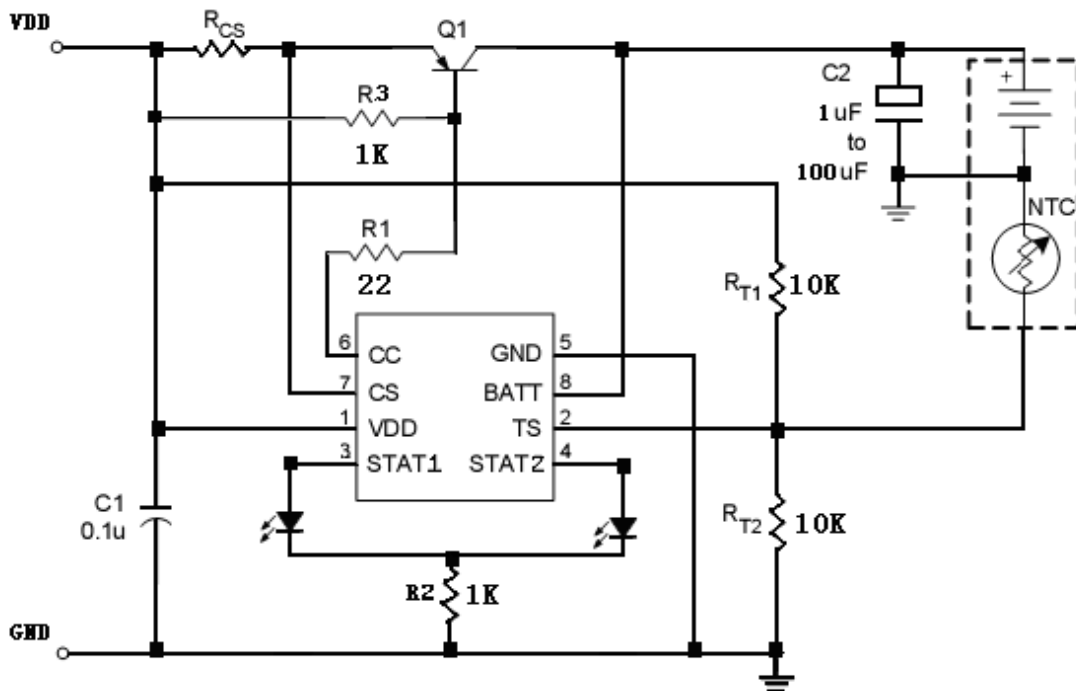 VDD
RCS
Q1
R3
1K
C2
1uF
to
100uF
+
NTC
R1
22
RT1 10K
6 CC GND 5
7 CS BATT 8
1 VDD TS 2
3 STAT1 STAT2 4
C1
0.1u
RT2 10K
R2 1K
GND